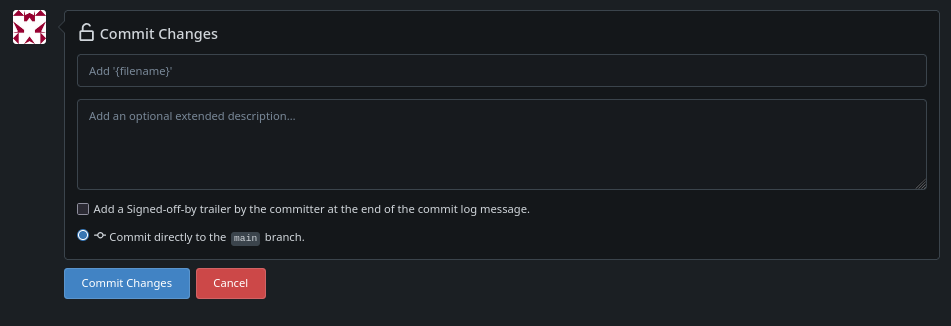 Commit Changes
Add '{filename}'
Add an optional extended description...
Add a Signed-off-by trailer by the committer at the end of the commit log message.
Commit directly to the main branch.
Commit Changes
Cancel